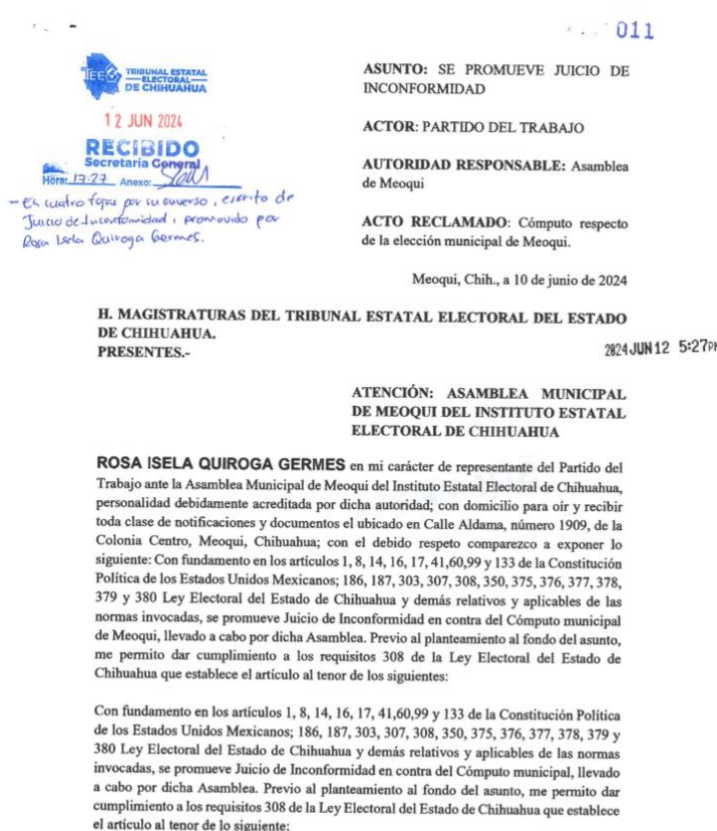 011
TEE
TRIBUNAL ESTATAL
ELECTORAL
DE CHIHUAHUA
12 JUN 2024
RECIBIDO
Secretaría General
Hora: 17:27 Anexo:
- En cuatro fojas por su anverso, escrito de
Juicio de Inconformidad, promovido por
Rosa Isela Quiroga Germes.
ASUNTO: SE PROMUEVE JUICIO DE
INCONFORMIDAD
ACTOR: PARTIDO DEL TRABAJO
AUTORIDAD RESPONSABLE: Asamblea
de Meoqui
ACTO RECLAMADO: Cómputo respecto
de la elección municipal de Meoqui.
Meoqui, Chih., a 10 de junio de 2024
H. MAGISTRATURAS DEL TRIBUNAL ESTATAL ELECTORAL DEL ESTADO
DE CHIHUAHUA.
PRESENTES.-
2024 JUN 12 5:27PM
ATENCIÓN: ASAMBLEA MUNICIPAL
DE MEOQUI DEL INSTITUTO ESTATAL
ELECTORAL DE CHIHUAHUA
ROSA ISELA QUIROGA GERMES en mi carácter de representante del Partido del
Trabajo ante la Asamblea Municipal de Meoqui del Instituto Estatal Electoral de Chihuahua,
personalidad debidamente acreditada por dicha autoridad; con domicilio para oír y recibir
toda clase de notificaciones y documentos el ubicado en Calle Aldama, número 1909, de la
Colonia Centro, Meoqui, Chihuahua; con el debido respeto comparezco a exponer lo
siguiente: Con fundamento en los artículos 1, 8, 14, 16, 17, 41,60,99 y 133 de la Constitución
Política de los Estados Unidos Mexicanos; 186, 187, 303, 307, 308, 350, 375, 376, 377, 378,
379 y 380 Ley Electoral del Estado de Chihuahua y demás relativos y aplicables de las
normas invocadas, se promueve Juicio de Inconformidad en contra del Cómputo municipal
de Meoqui, llevado a cabo por dicha Asamblea. Previo al planteamiento al fondo del asunto,
me permito dar cumplimiento a los requisitos 308 de la Ley Electoral del Estado de
Chihuahua que establece el artículo al tenor de los siguientes:
Con fundamento en los artículos 1, 8, 14, 16, 17, 41,60,99 y 133 de la Constitución Política
de los Estados Unidos Mexicanos; 186, 187, 303, 307, 308, 350, 375, 376, 377, 378, 379 y
380 Ley Electoral del Estado de Chihuahua y demás relativos y aplicables de las normas
invocadas, se promueve Juicio de Inconformidad en contra del Cómputo municipal, llevado
a cabo por dicha Asamblea. Previo al planteamiento al fondo del asunto, me permito dar
cumplimiento a los requisitos 308 de la Ley Electoral del Estado de Chihuahua que establece
el artículo al tenor de lo siguiente: